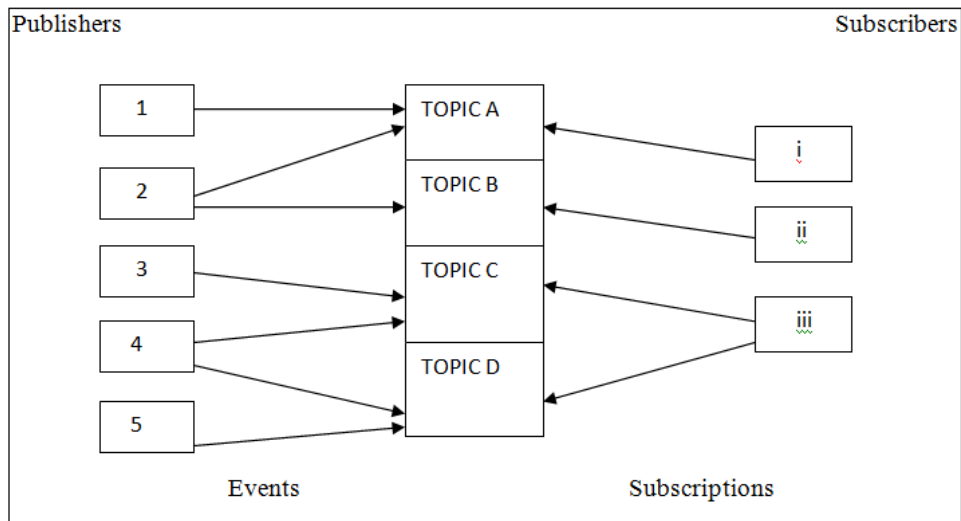 Publishers
Subscribers
1
TOPIC A
i
2
TOPIC B
ii
3
TOPIC C
iii
4
TOPIC D
5
Events
Subscriptions